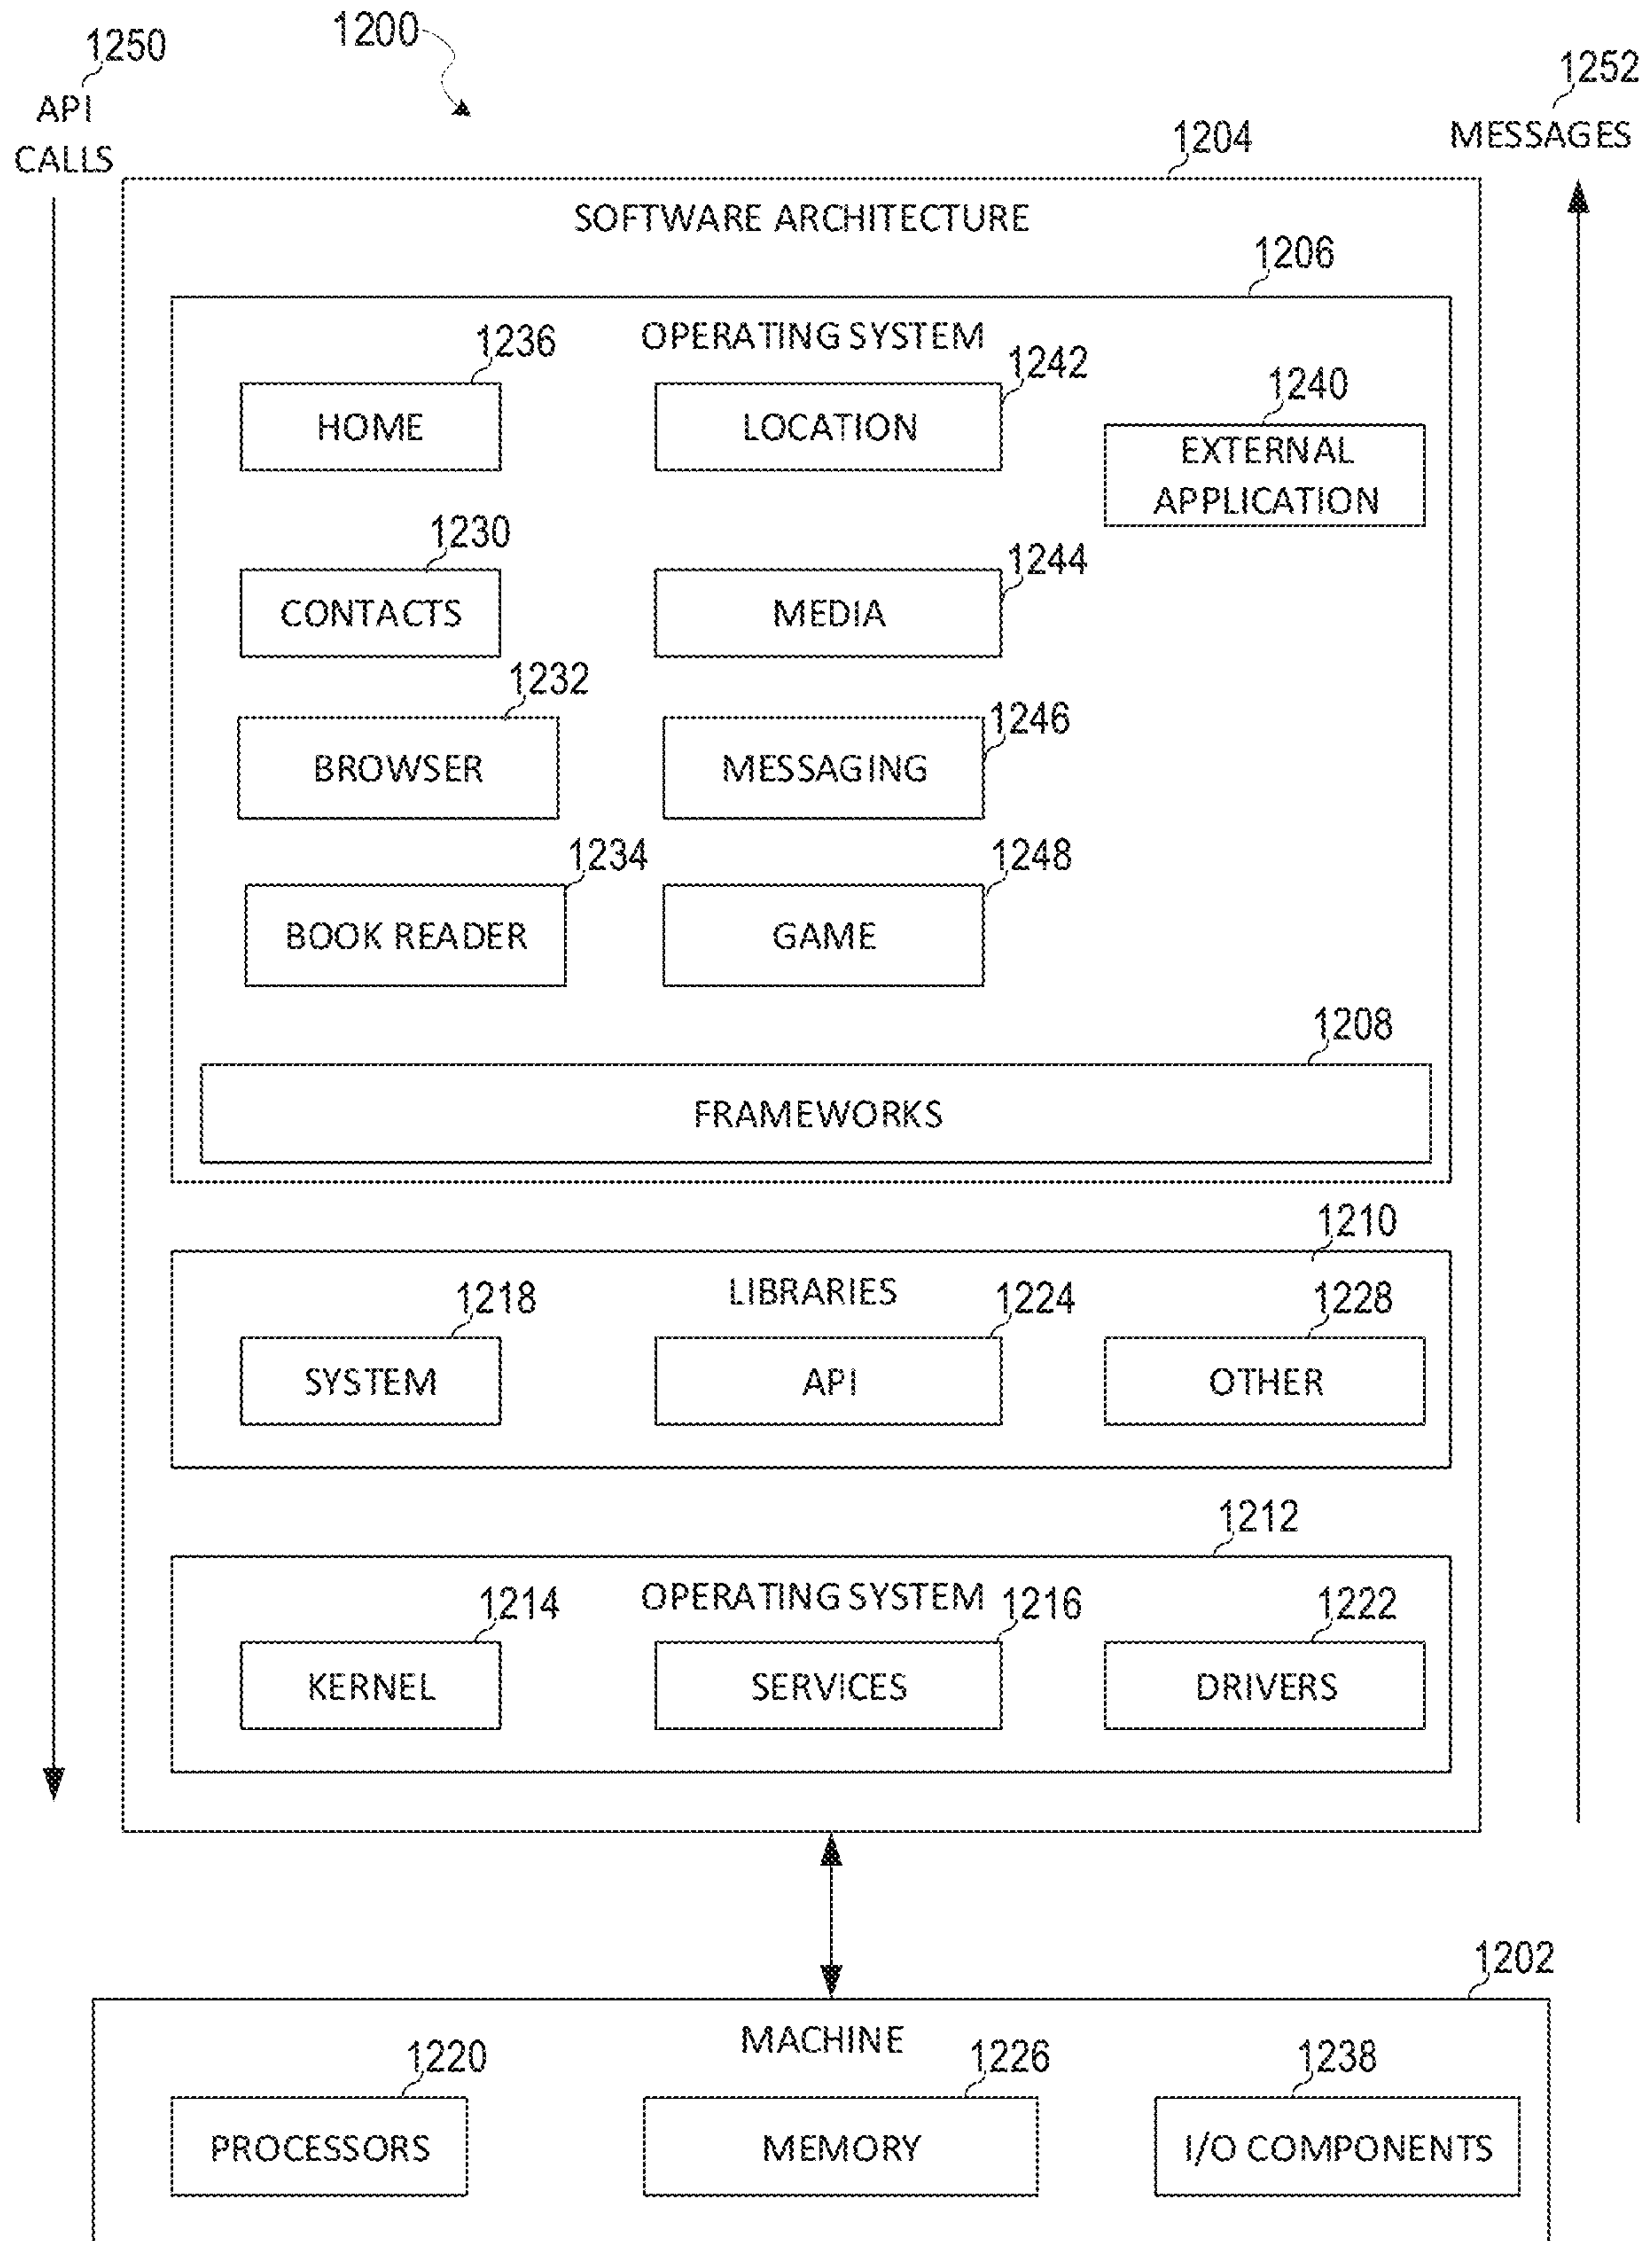 1250
1200
1252
API
CALLS
MESSAGES
1204
SOFTWARE ARCHITECTURE
1206
OPERATING SYSTEM
1236
1242
1240
HOME
LOCATION
EXTERNAL
APPLICATION
1230
1244
CONTACTS
MEDIA
1232
1246
BROWSER
MESSAGING
1234
1248
BOOK READER
GAME
1208
FRAMEWORKS
1210
LIBRARIES
1218
1224
1228
SYSTEM
API
OTHER
1212
OPERATING SYSTEM
1214
1216
1222
KERNEL
SERVICES
DRIVERS
1202
MACHINE
1220
1226
1238
PROCESSORS
MEMORY
I/O COMPONENTS